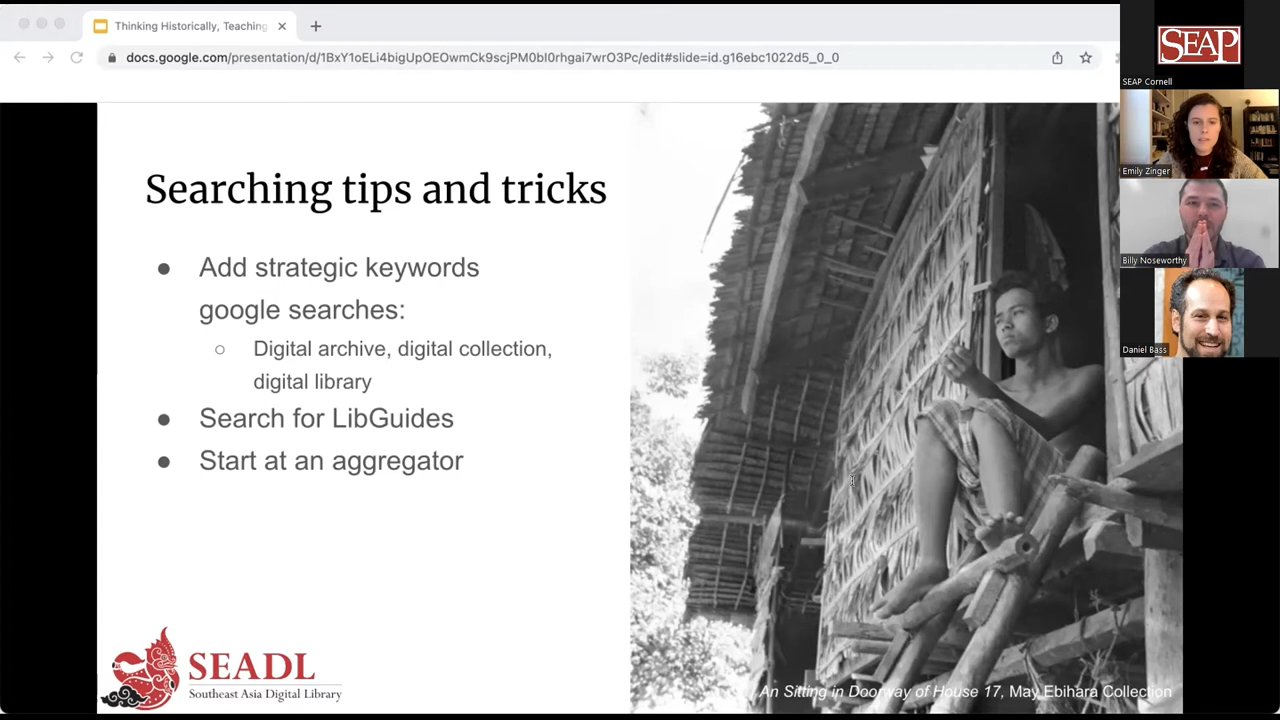 Thinking Historically, Teaching
docs.google.com/presentation/d/1BxY1oELi4bigUpOEOwmCk9scjPM0bI0rhgai7wrO3Pc/edit#slide=id.g16ebc1022d5_0_0
SEAP
SEAP Cornell
Emily Zinger
Billy Noseworthy
Daniel Bass
Searching tips and tricks
● Add strategic keywords
google searches:
○ Digital archive, digital collection,
digital library
● Search for LibGuides
● Start at an aggregator
SEADL
Southeast Asia Digital Library
An Sitting in Doorway of House 17, May Ebihara Collection